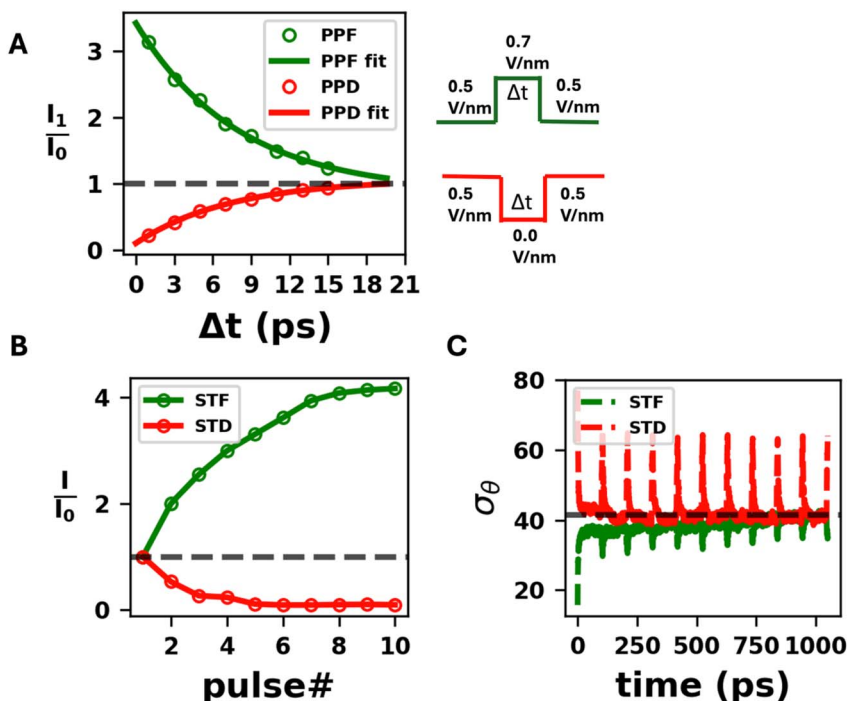 A
I₁
I₀
3
2
1
0
PPF
PPF fit
PPD
PPD fit
0 3 6 9 12 15 18 21
Δt (ps)
0.7
V/nm
0.5
V/nm
Δt
0.5
V/nm
0.5
V/nm
Δt
0.5
V/nm
0.0
V/nm
B
I
I₀
4
2
0
STF
STD
2 4 6 8 10
pulse#
C
σθ
80
60
40
20
STF
STD
0 250 500 750 1000
time (ps)